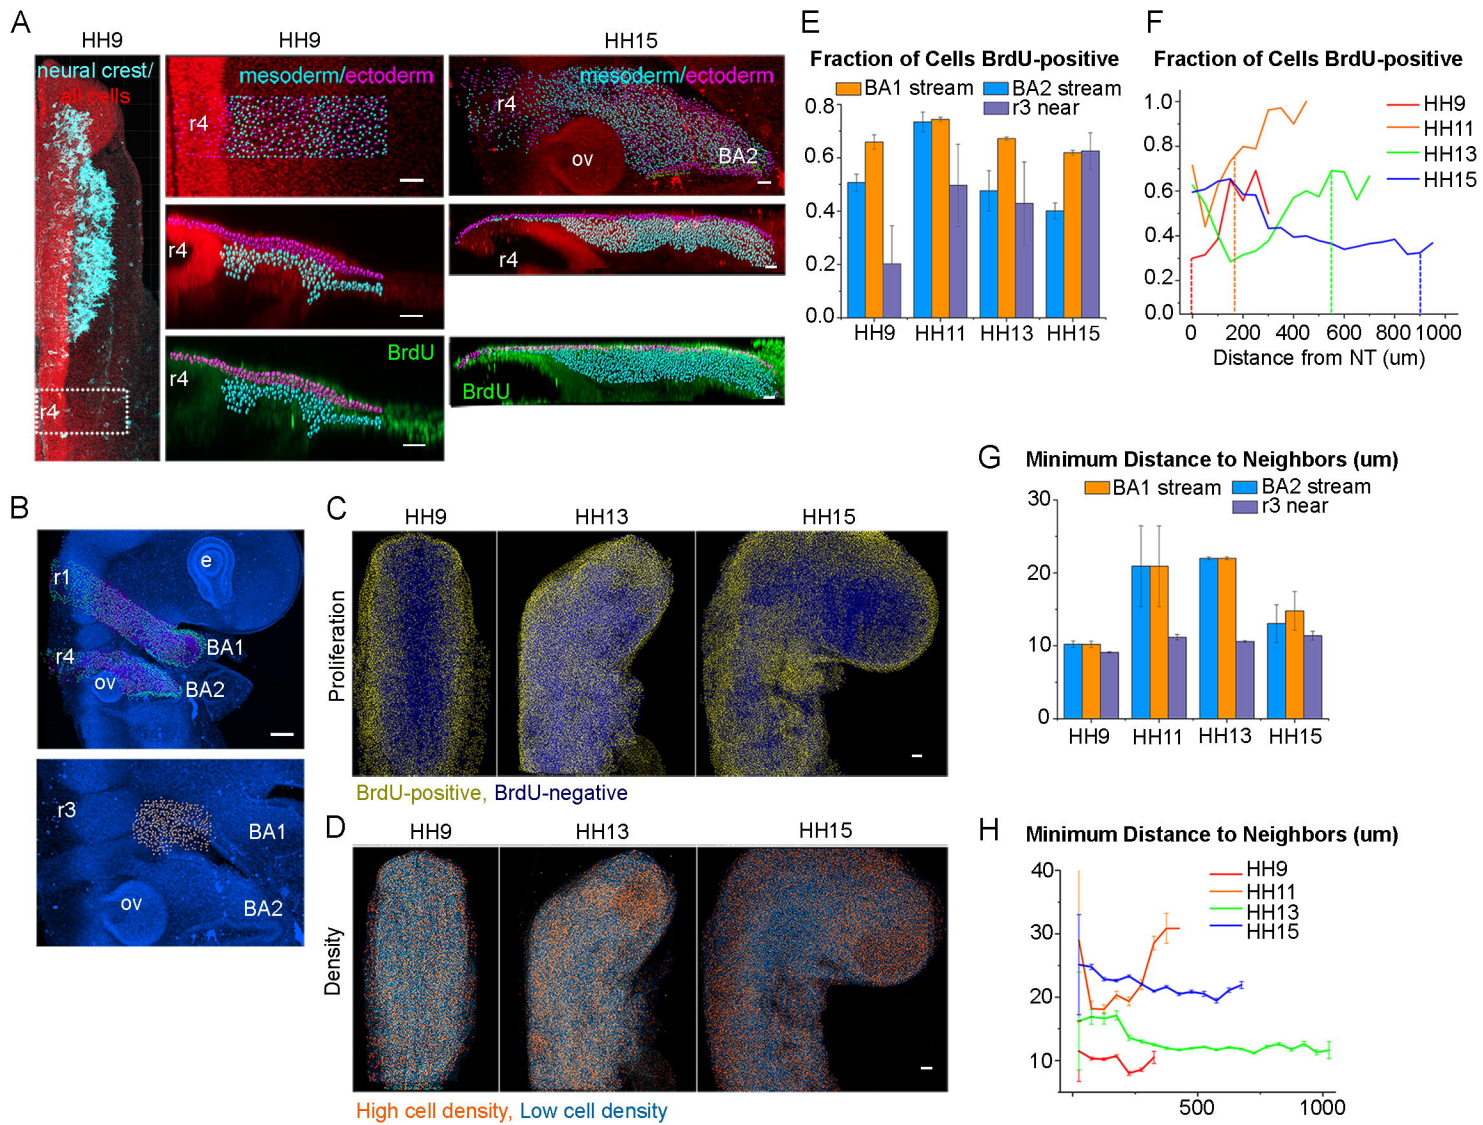 A
HH9
HH9
HH15
neural crest/
all cells
r4
mesoderm/ectoderm
r4
r4
BrdU
r4
mesoderm/ectoderm
r4
ov
BA2
r4
BrdU
B
r1
e
BA1
r4
ov
BA2
r3
BA1
ov
BA2
C
HH9
HH13
HH15
Proliferation
BrdU-positive, BrdU-negative
D
HH9
HH13
HH15
Density
High cell density, Low cell density
E
Fraction of Cells BrdU-positive
BA1 stream
BA2 stream
r3 near
0.8
0.6
0.4
0.2
0.0
HH9
HH11
HH13
HH15
F
Fraction of Cells BrdU-positive
HH9
HH11
HH13
HH15
1.0
0.8
0.6
0.4
0.2
0.0
0
200
400
600
800
1000
Distance from NT (um)
G
Minimum Distance to Neighbors (um)
BA1 stream
BA2 stream
r3 near
30
20
10
0
HH9
HH11
HH13
HH15
H
Minimum Distance to Neighbors (um)
HH9
HH11
HH13
HH15
40
30
20
10
500
1000